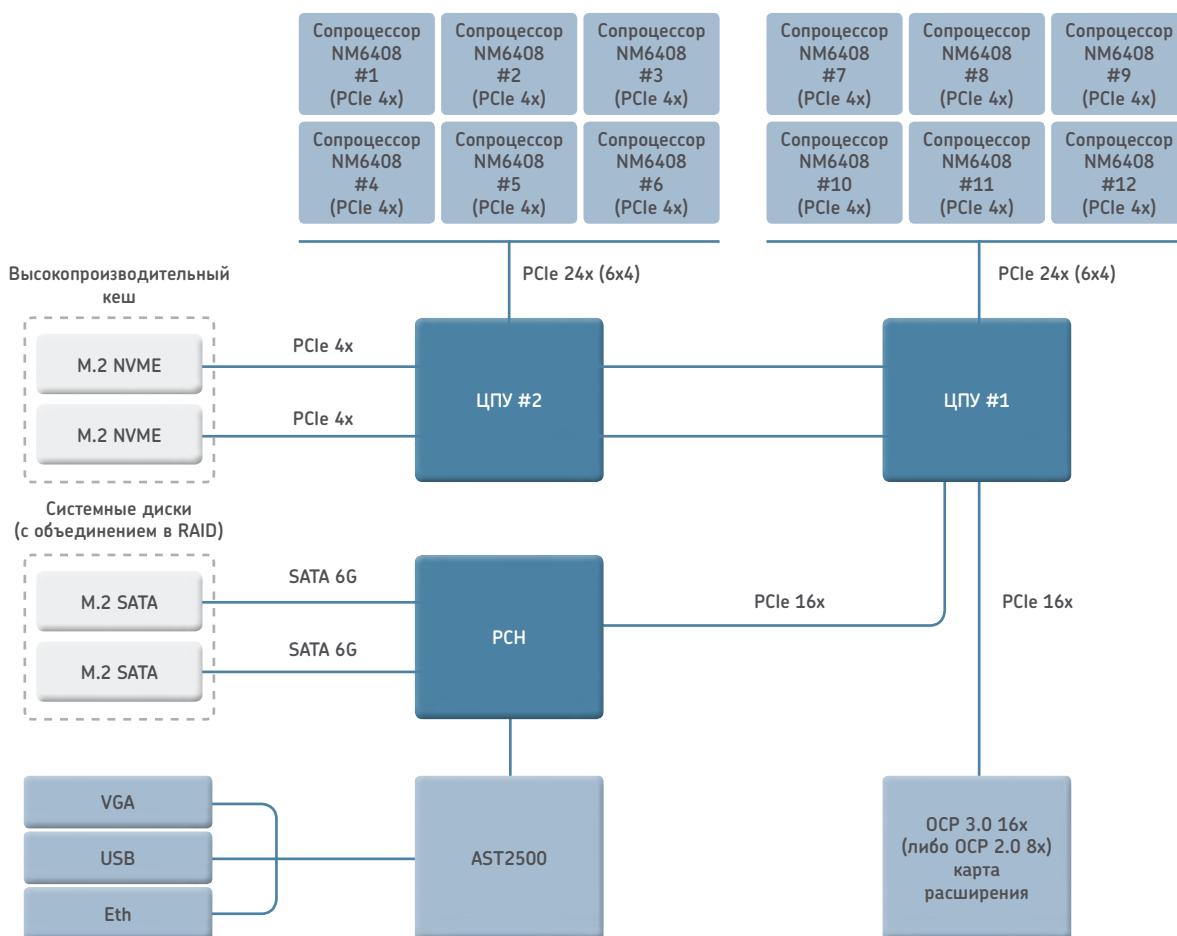 Сопроцессор
NM6408
#1
(PCIe 4x)
Сопроцессор
NM6408
#2
(PCIe 4x)
Сопроцессор
NM6408
#3
(PCIe 4x)
Сопроцессор
NM6408
#7
(PCIe 4x)
Сопроцессор
NM6408
#8
(PCIe 4x)
Сопроцессор
NM6408
#9
(PCIe 4x)
Сопроцессор
NM6408
#4
(PCIe 4x)
Сопроцессор
NM6408
#5
(PCIe 4x)
Сопроцессор
NM6408
#6
(PCIe 4x)
Сопроцессор
NM6408
#10
(PCIe 4x)
Сопроцессор
NM6408
#11
(PCIe 4x)
Сопроцессор
NM6408
#12
(PCIe 4x)
PCIe 24x (6x4)
PCIe 24x (6x4)
Высокопроизводительный
кеш
M.2 NVME
PCIe 4x
M.2 NVME
PCIe 4x
ЦПУ #2
ЦПУ #1
Системные диски
(с объединением в RAID)
M.2 SATA
SATA 6G
M.2 SATA
SATA 6G
PCH
PCIe 16x
PCIe 16x
VGA
USB
Eth
AST2500
OCP 3.0 16x
(либо OCP 2.0 8x)
карта
расширения